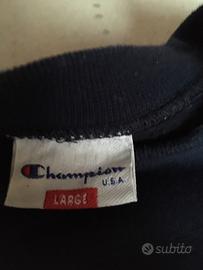 Champion
U.S.A.
LARGE
subito